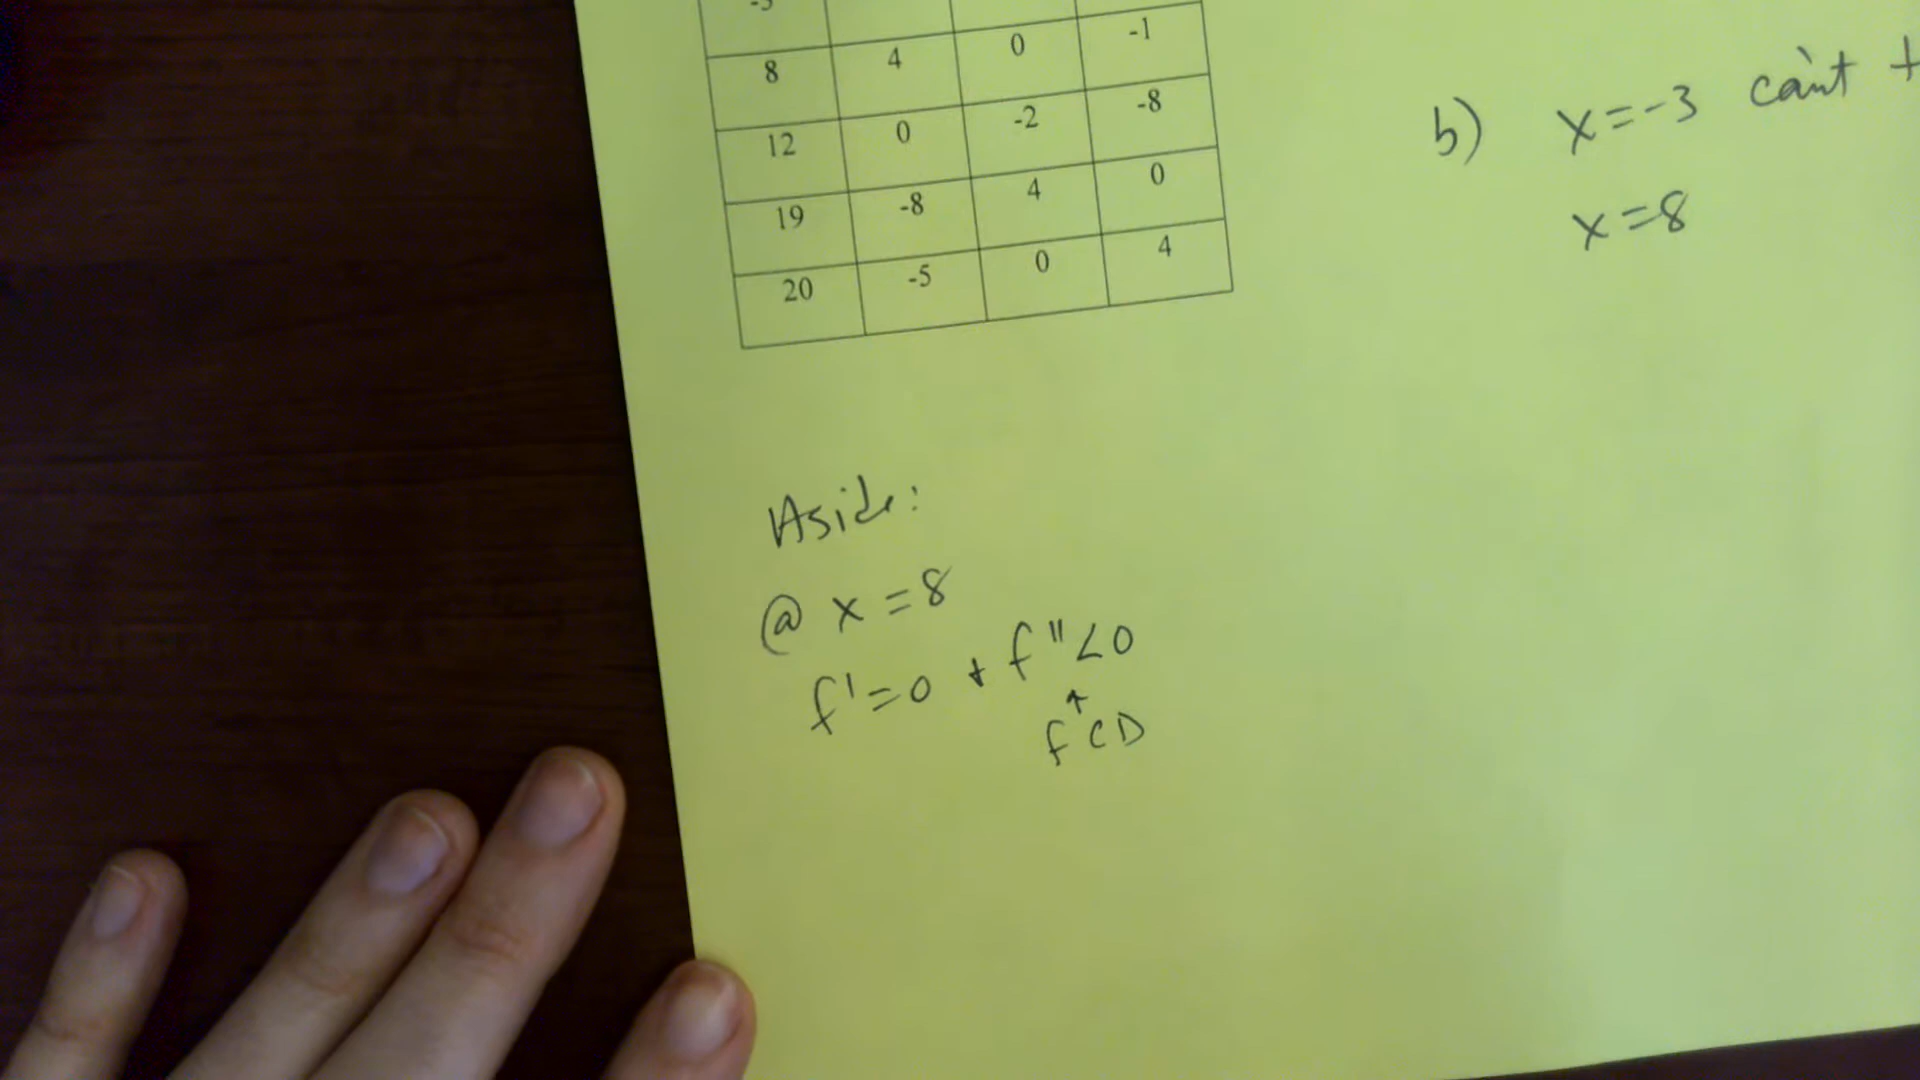 8 4 0 -1
12 0 -2 -8
19 -8 4 0
20 -5 0 4
b) x=-3 can't
x=8
Aside:
@ x=8
f'=0 + f"<0
↑
f CD